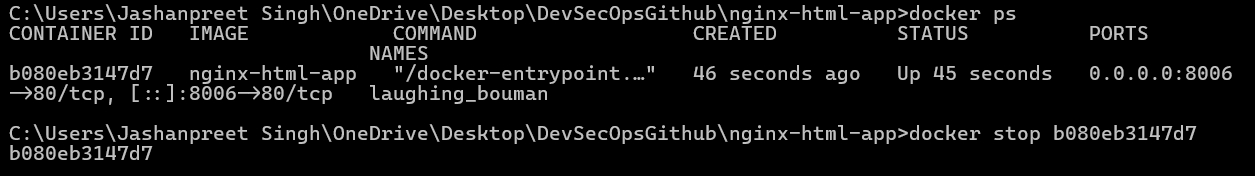 C:\Users\Jashanpreet Singh\OneDrive\Desktop\DevSecOpsGithub\nginx-html-app>docker ps
CONTAINER ID   IMAGE            COMMAND                  CREATED          STATUS          PORTS
                              NAMES
b080eb3147d7   nginx-html-app   "/docker-entrypoint.…"   46 seconds ago   Up 45 seconds   0.0.0.0:8006
->80/tcp, [::]:8006->80/tcp   laughing_bouman
C:\Users\Jashanpreet Singh\OneDrive\Desktop\DevSecOpsGithub\nginx-html-app>docker stop b080eb3147d7
b080eb3147d7